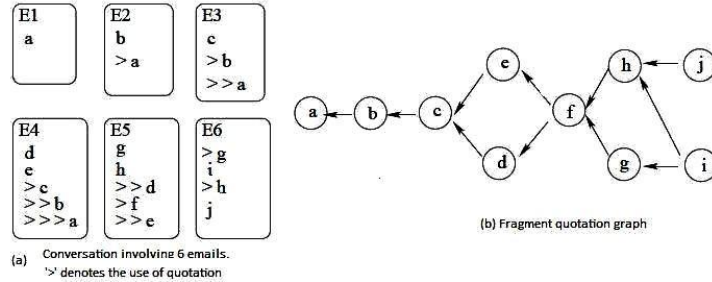 E1
a
E2
b
>a
E3
c
>b
>>a
E4
d
e
>c
>>b
>>>a
E5
g
h
>>d
>f
>>e
E6
>g
i
>h
j
(a) Conversation involving 6 emails.
'>' denotes the use of quotation
a
b
c
e
d
f
h
g
j
i
(b) Fragment quotation graph